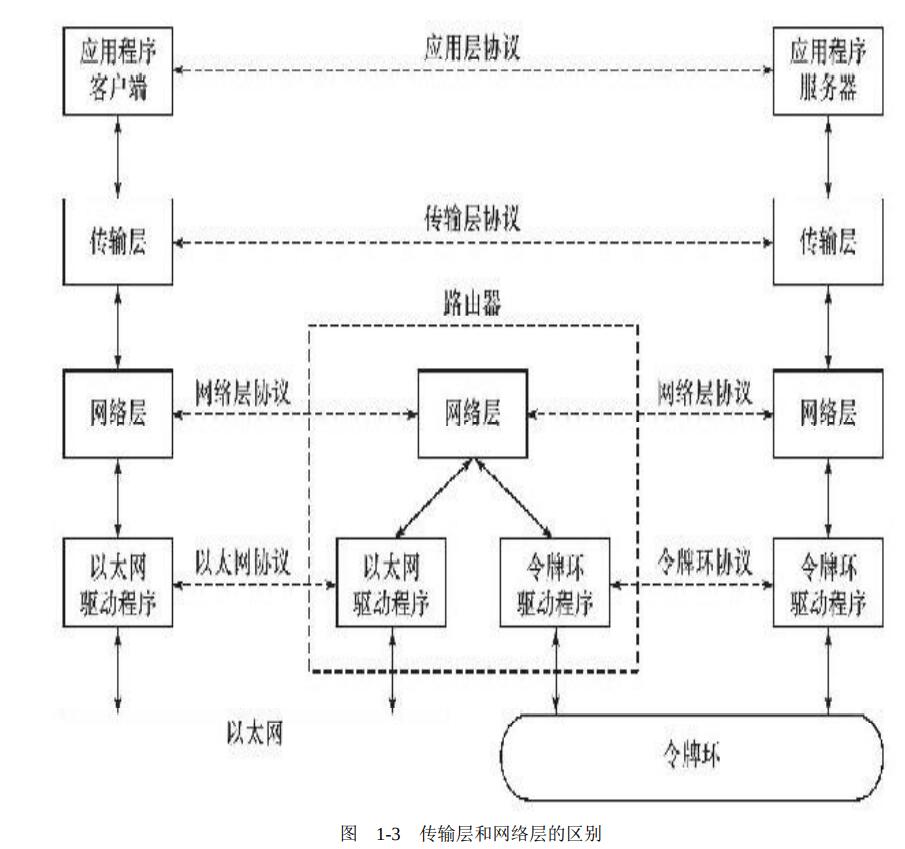 应用程序
客户端
应用层协议
应用程序
服务器
传输层
传输层协议
传输层
路由器
网络层
网络层协议
网络层
网络层协议
网络层
以太网
驱动程序
以太网协议
以太网
驱动程序
令牌环
驱动程序
令牌环协议
令牌环
驱动程序
以太网
令牌环
图 1-3 传输层和网络层的区别